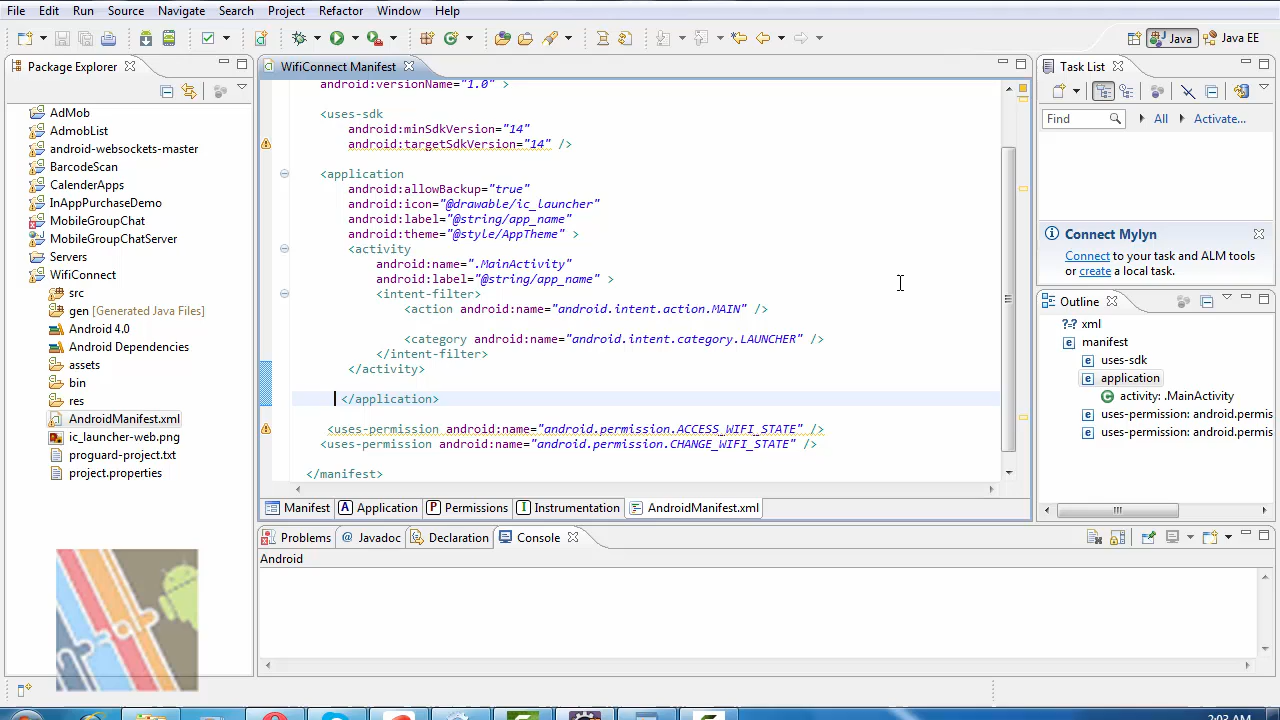 File Edit Run Source Navigate Search Project Refactor Window Help
Java Java EE
Package Explorer
AdMob
AdmobList
android-websockets-master
BarcodeScan
CalenderApps
InAppPurchaseDemo
MobileGroupChat
MobileGroupChatServer
Servers
WifiConnect
src
gen [Generated Java Files]
Android 4.0
Android Dependencies
assets
bin
res
AndroidManifest.xml
ic_launcher-web.png
proguard-project.txt
project.properties
WifiConnect Manifest
android:versionName="1.0" >
<uses-sdk
android:minSdkVersion="14"
android:targetSdkVersion="14" />
<application
android:allowBackup="true"
android:icon="@drawable/ic_launcher"
android:label="@string/app_name"
android:theme="@style/AppTheme" >
<activity
android:name=".MainActivity"
android:label="@string/app_name" >
<intent-filter>
<action android:name="android.intent.action.MAIN" />
<category android:name="android.intent.category.LAUNCHER" />
</intent-filter>
</activity>
</application>
<uses-permission android:name="android.permission.ACCESS_WIFI_STATE" />
<uses-permission android:name="android.permission.CHANGE_WIFI_STATE" />
</manifest>
Manifest Application Permissions Instrumentation AndroidManifest.xml
Task List
Find All Activate...
Connect Mylyn
Connect to your task and ALM tools
or create a local task.
Outline
xml
manifest
uses-sdk
application
activity: .MainActivity
uses-permission: android.permis
uses-permission: android.permis
Problems Javadoc Declaration Console
Android
2:03 AM